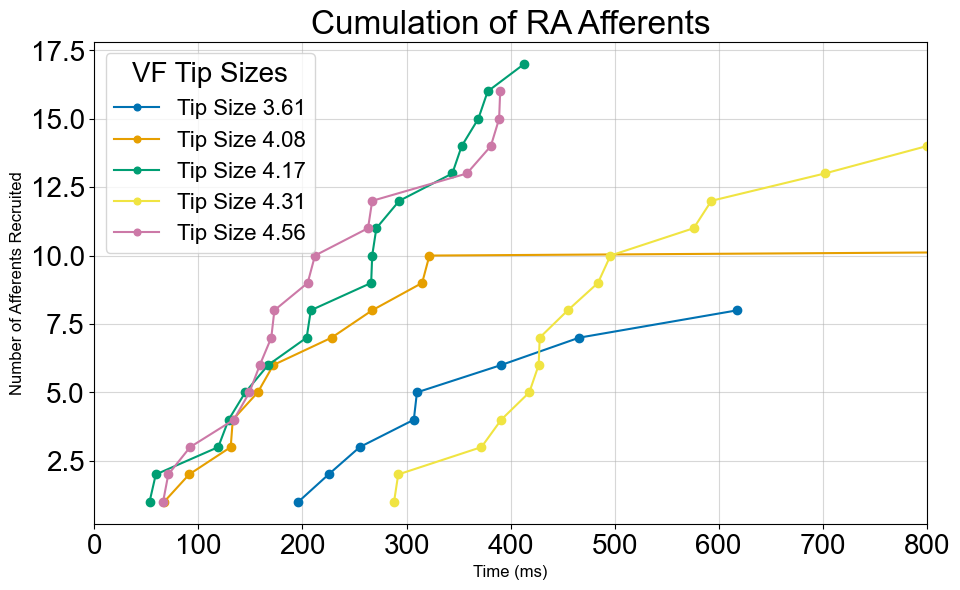 Cumulation of RA Afferents
17.5
15.0
12.5
10.0
7.5
5.0
2.5
Number of Afferents Recruited
VF Tip Sizes
Tip Size 3.61
Tip Size 4.08
Tip Size 4.17
Tip Size 4.31
Tip Size 4.56
0 100 200 300 400 500 600 700 800
Time (ms)